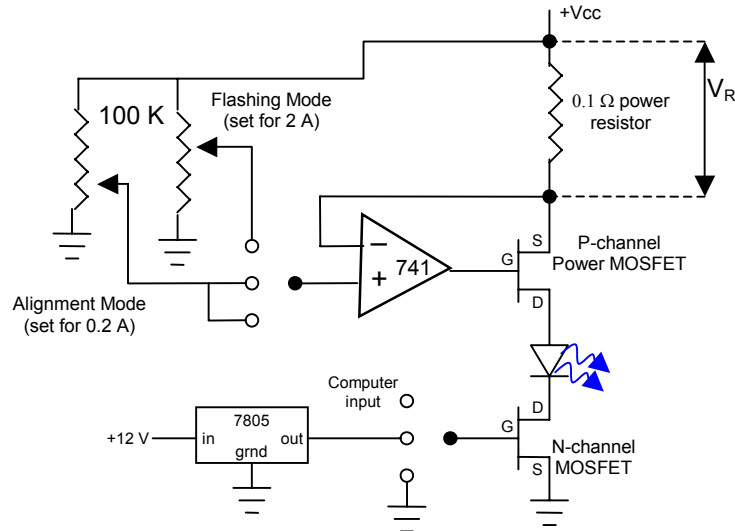 +Vcc
Flashing Mode
(set for 2 A)
100 K
0.1 Ω power
resistor
VR
S
G
D
P-channel
Power MOSFET
−
+
741
Alignment Mode
(set for 0.2 A)
Computer
input
7805
+12 V
in
out
grnd
D
G
S
N-channel
MOSFET